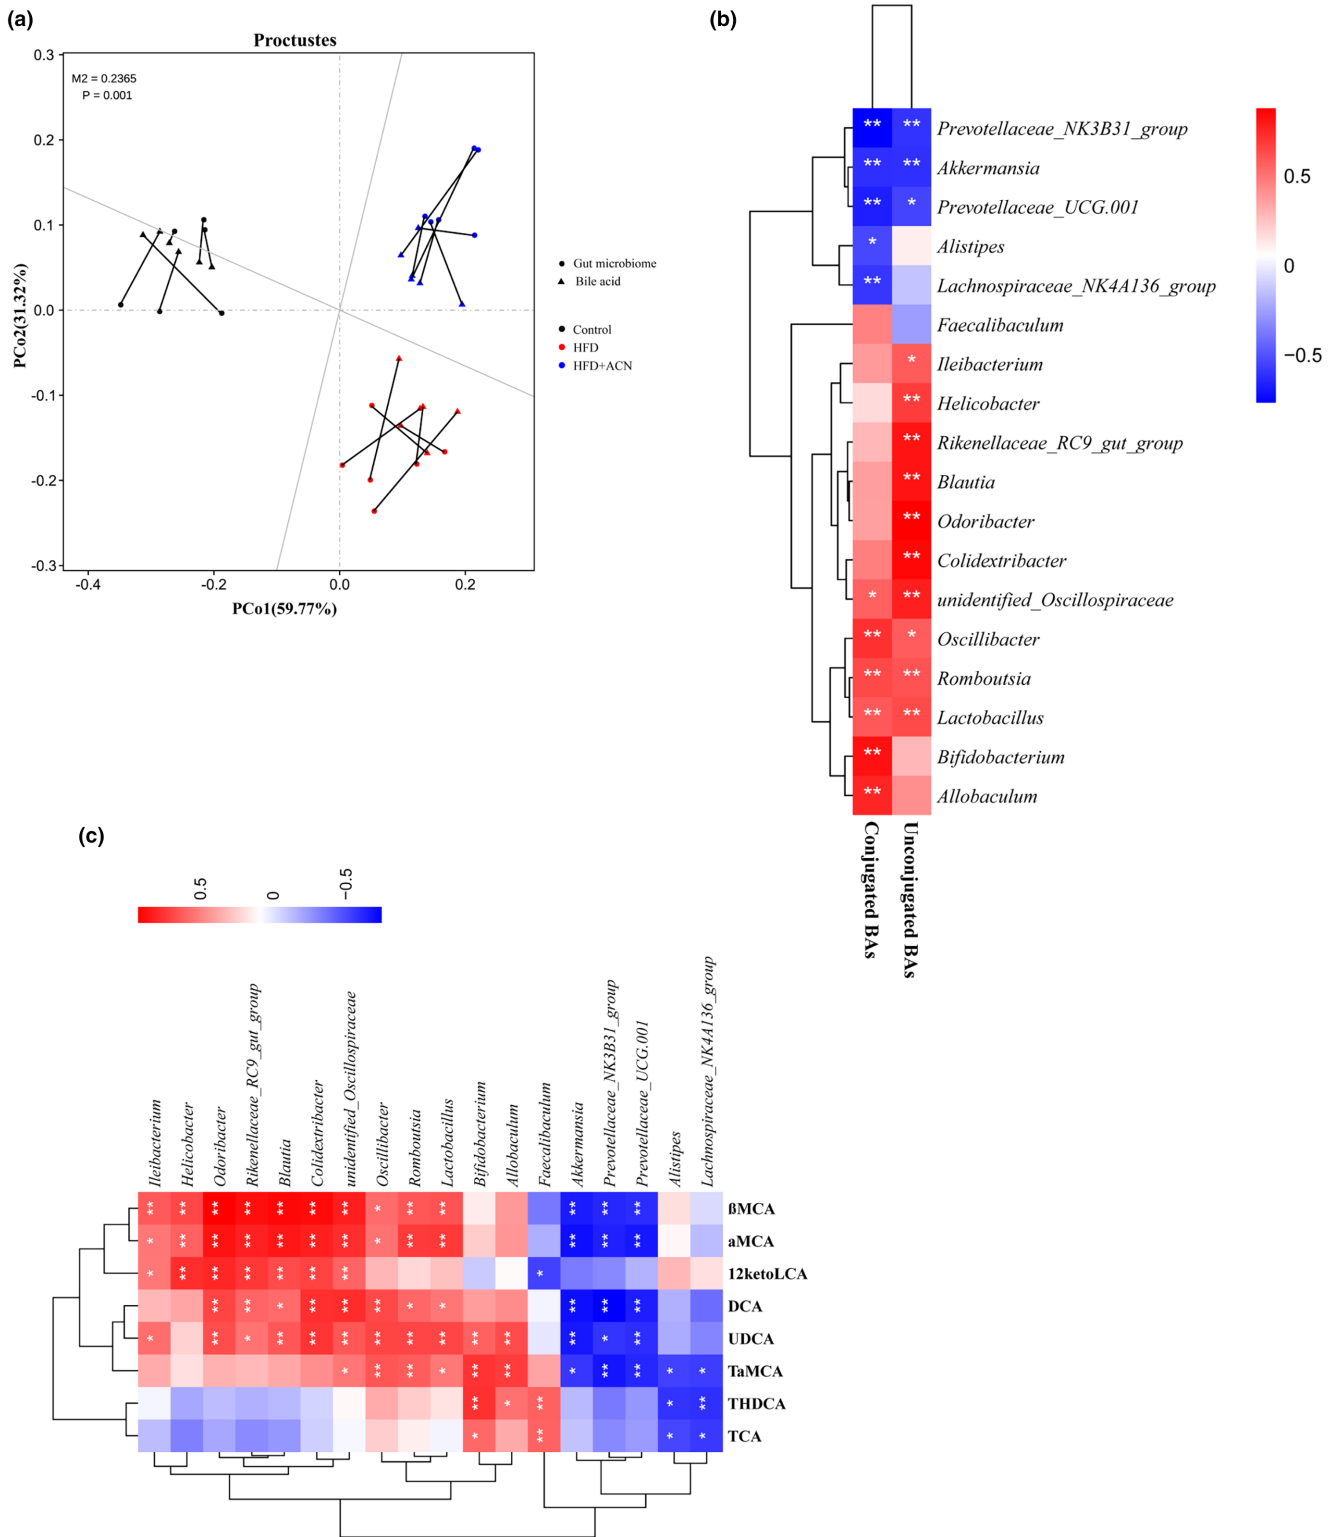 (a)
Proctustes
M2 = 0.2365
P = 0.001
0.3
0.2
0.1
0.0
-0.1
-0.2
-0.3
PCo2(31.32%)
-0.4
-0.2
0.0
0.2
PCo1(59.77%)
Gut microbiome
Bile acid
Control
HFD
HFD+ACN
(b)
** ** Prevotellaceae_NK3B31_group
** ** Akkermansia
** * Prevotellaceae_UCG.001
* Alistipes
** Lachnospiraceae_NK4A136_group
Faecalibaculum
* Ileibacterium
** Helicobacter
** Rikenellaceae_RC9_gut_group
** Blautia
** Odoribacter
** Colidextribacter
* ** unidentified_Oscillospiraceae
** * Oscillibacter
** ** Romboutsia
** ** Lactobacillus
** Bifidobacterium
** Allobaculum
Conjugated BAs
Unconjugated BAs
0.5
0
−0.5
(c)
0.5
0
−0.5
Ileibacterium
Helicobacter
Odoribacter
Rikenellaceae_RC9_gut_group
Blautia
Colidextribacter
unidentified_Oscillospiraceae
Oscillibacter
Romboutsia
Lactobacillus
Bifidobacterium
Allobaculum
Faecalibaculum
Akkermansia
Prevotellaceae_NK3B31_group
Prevotellaceae_UCG.001
Alistipes
Lachnospiraceae_NK4A136_group
** ** ** ** ** ** ** * ** ** ** ** ** ßMCA
* ** ** ** ** ** ** * ** ** ** ** ** aMCA
* ** ** ** ** ** ** * 12ketoLCA
** ** * ** ** ** * * ** ** ** DCA
* ** * ** ** ** ** ** ** ** ** ** * ** UDCA
* ** ** * ** ** * ** ** * * TaMCA
** * ** * ** THDCA
* ** * * TCA